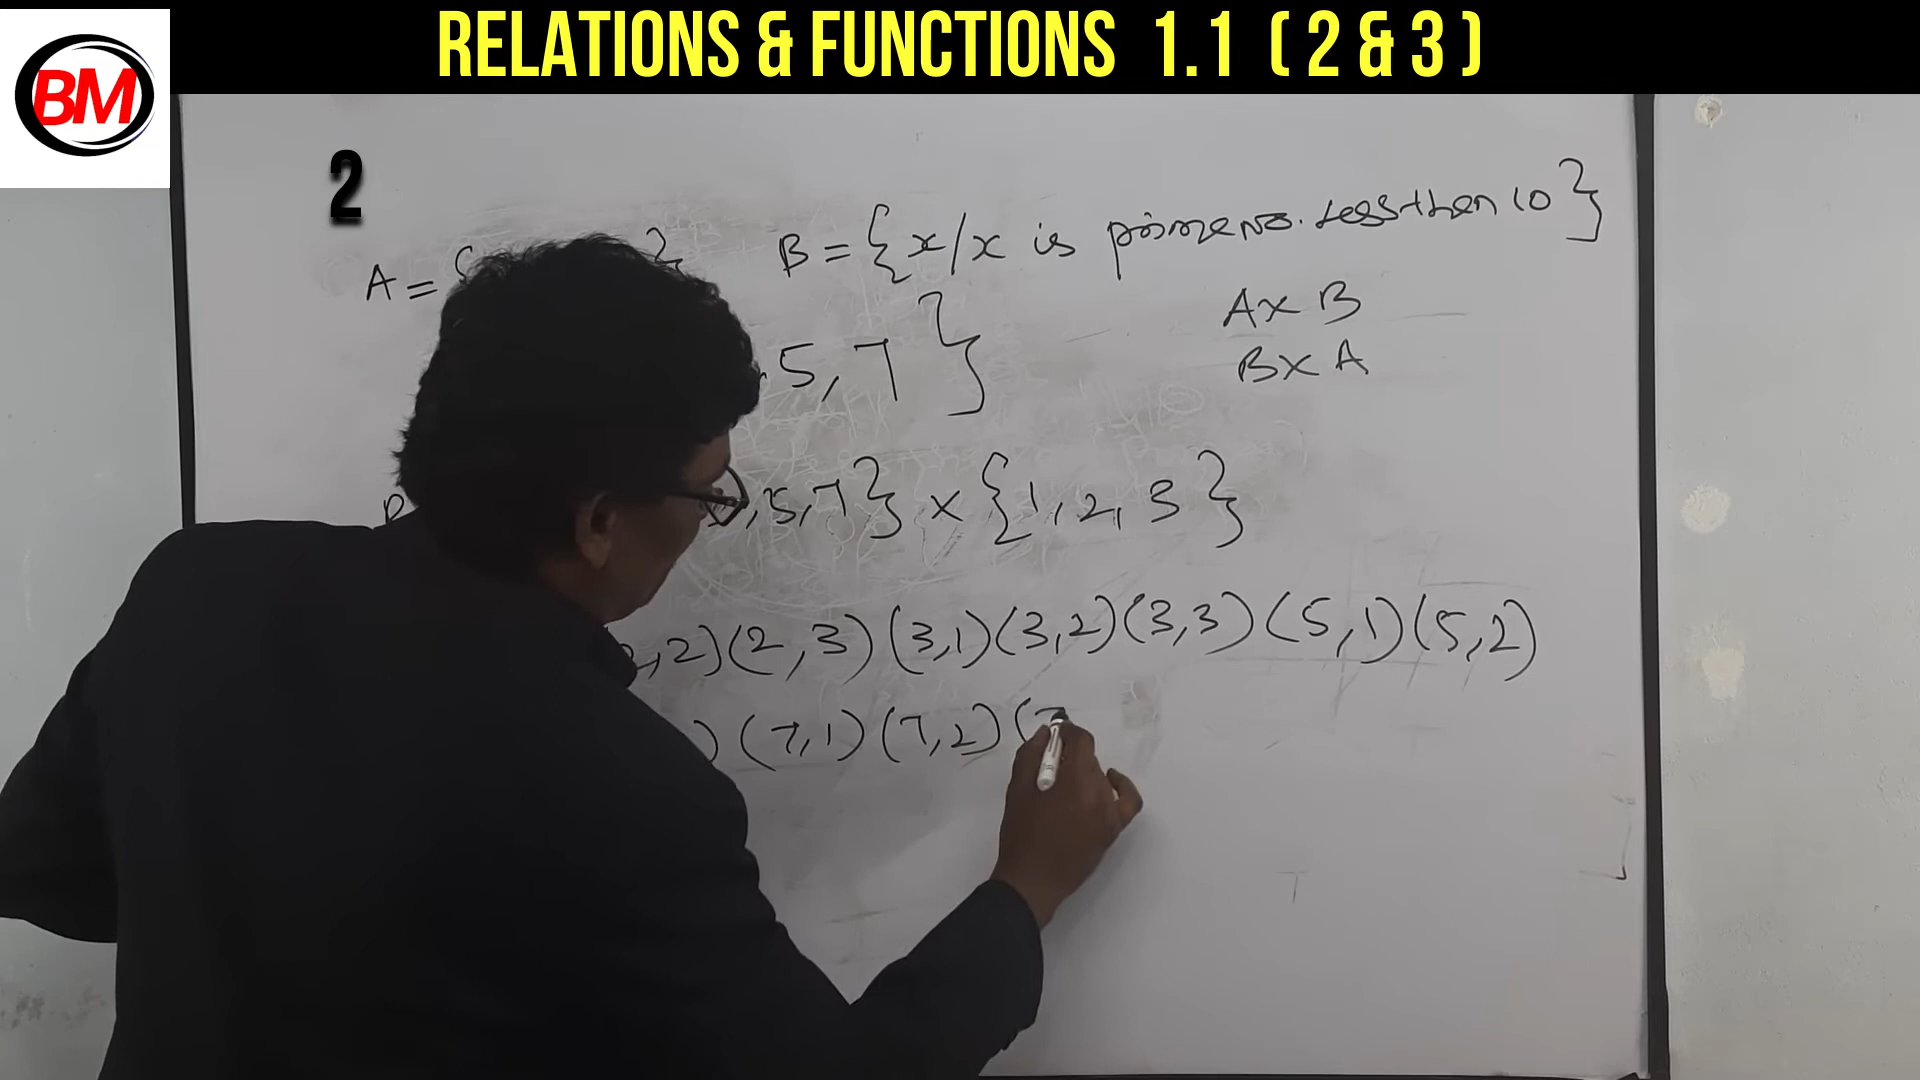 RELATIONS & FUNCTIONS 1.1 ( 2 & 3 )
BM
2
A = { } B = {x/x is prime no. less than 10}
A x B
5, 7 }
B x A
, 5, 7} x {1, 2, 3}
, 2) (2, 3) (3, 1) (3, 2) (3, 3) (5, 1) (5, 2)
) (7, 1) (7, 2) (7